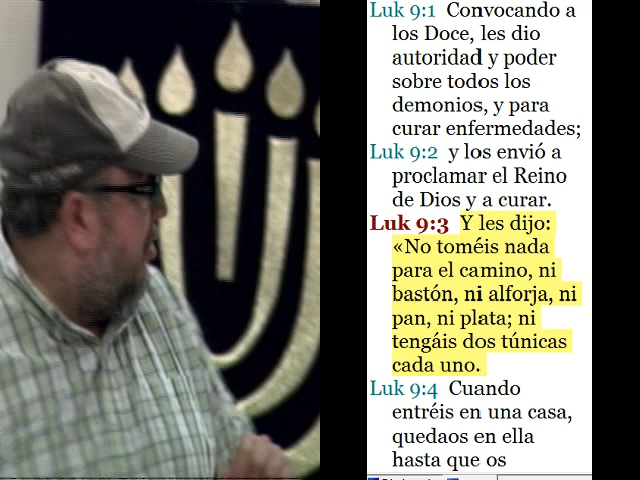 Luk 9:1 Convocando a
los Doce, les dio
autoridad y poder
sobre todos los
demonios, y para
curar enfermedades;
Luk 9:2 y los envió a
proclamar el Reino
de Dios y a curar.
Luk 9:3 Y les dijo:
«No toméis nada
para el camino, ni
bastón, ni alforja, ni
pan, ni plata; ni
tengáis dos túnicas
cada uno.
Luk 9:4 Cuando
entréis en una casa,
quedaos en ella
hasta que os